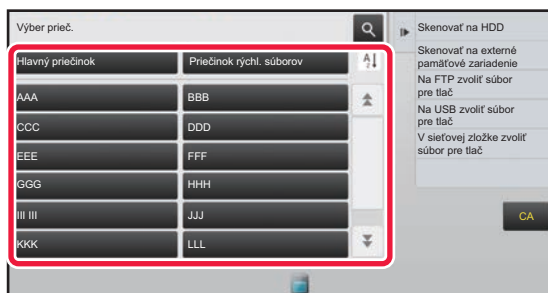 Výber prieč.
Hlavný priečinok
Priečinok rýchl. súborov
A
Z
AAA
BBB
CCC
DDD
EEE
FFF
GGG
HHH
III III
JJJ
KKK
LLL
Skenovať na HDD
Skenovať na externé
pamäťové zariadenie
Na FTP zvoliť súbor
pre tlač
Na USB zvoliť súbor
pre tlač
V sieťovej zložke zvoliť
súbor pre tlač
CA